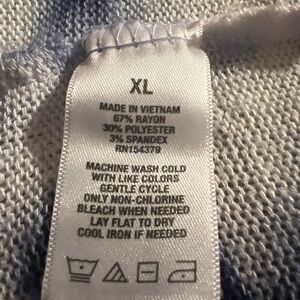 XL
MADE IN VIETNAM
67% RAYON
30% POLYESTER
3% SPANDEX
RN154379
MACHINE WASH COLD
WITH LIKE COLORS
GENTLE CYCLE
ONLY NON-CHLORINE
BLEACH WHEN NEEDED
LAY FLAT TO DRY
COOL IRON IF NEEDED